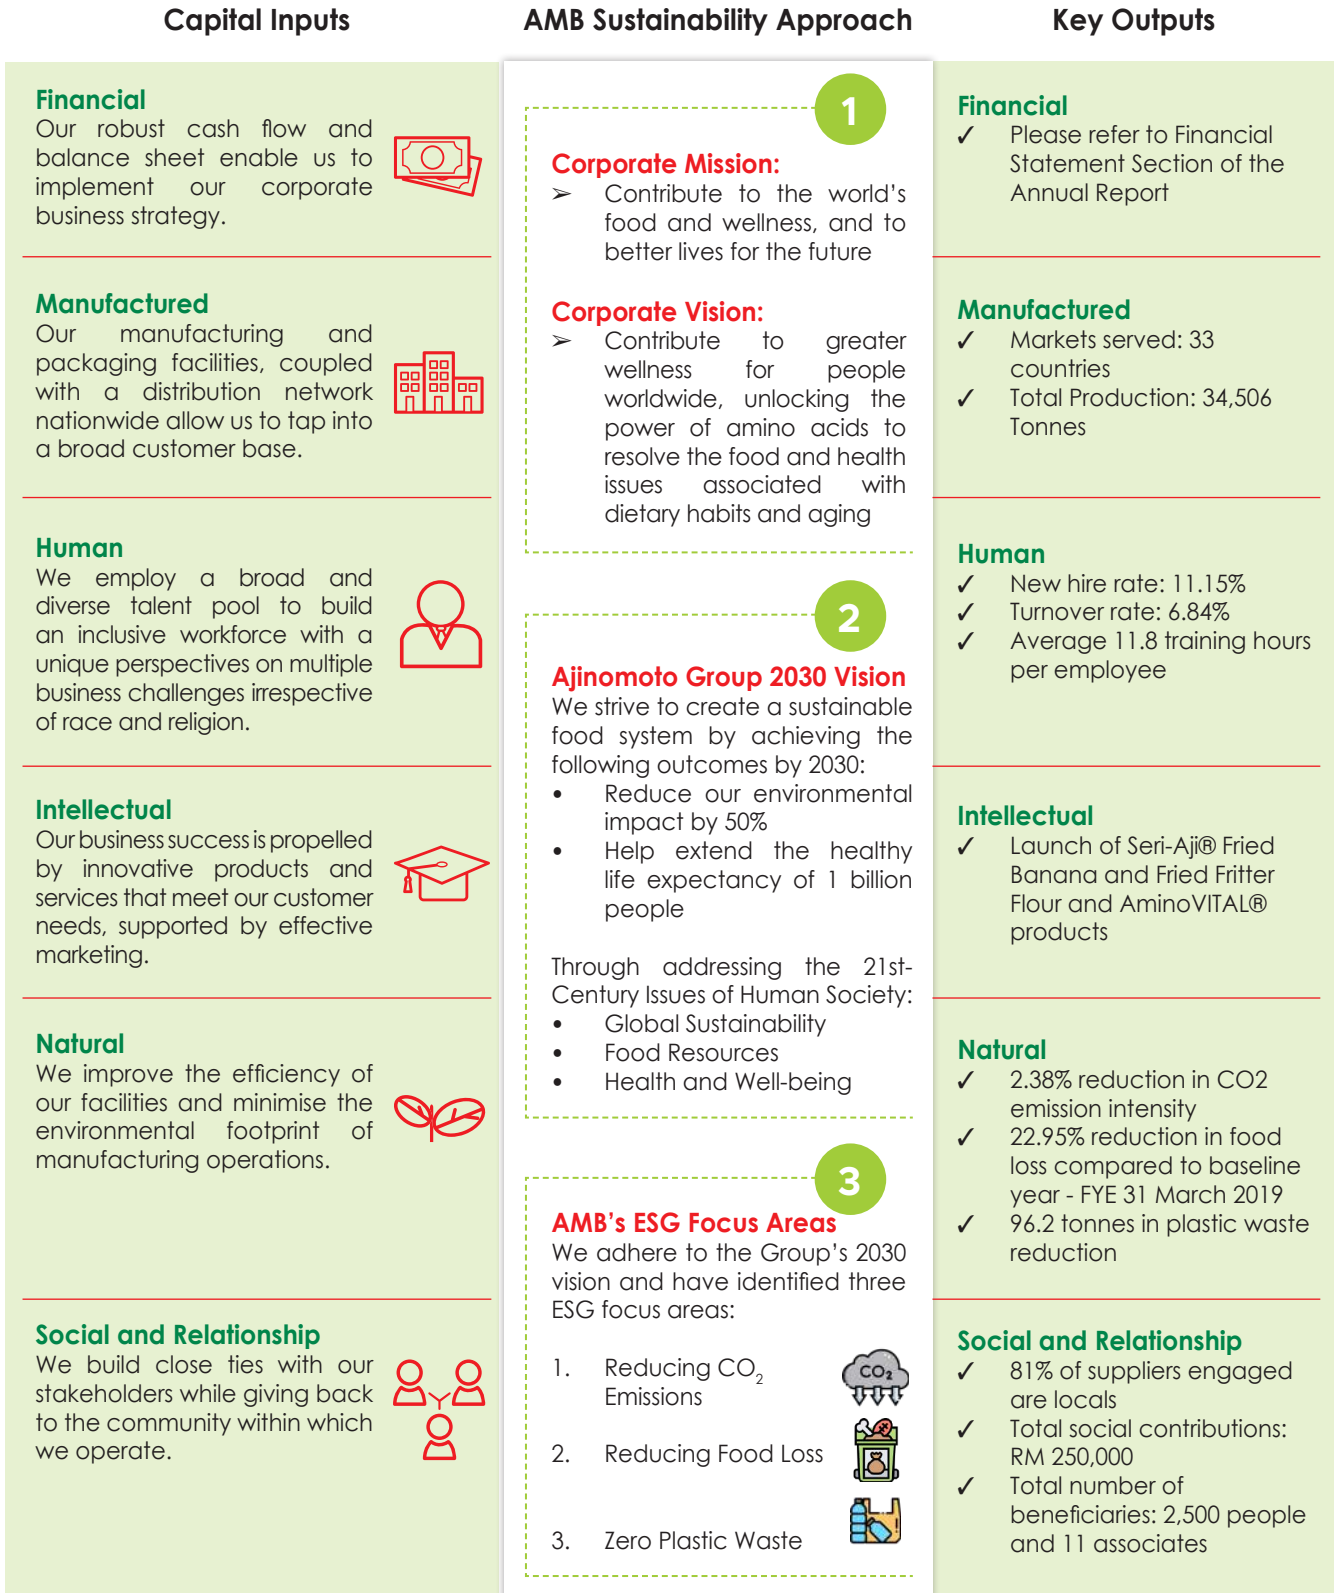 Capital Inputs
Financial
Our robust cash flow and
balance sheet enable us to
implement our corporate
business strategy.
Manufactured
Our manufacturing and
packaging facilities, coupled
with a distribution network
nationwide allow us to tap into
a broad customer base.
Human
We employ a broad and
diverse talent pool to build
an inclusive workforce with a
unique perspectives on multiple
business challenges irrespective
of race and religion.
Intellectual
Our business success is propelled
by innovative products and
services that meet our customer
needs, supported by effective
marketing.
Natural
We improve the efficiency of
our facilities and minimise the
environmental footprint of
manufacturing operations.
Social and Relationship
We build close ties with our
stakeholders while giving back
to the community within which
we operate.
AMB Sustainability Approach
1
Corporate Mission:
➢ Contribute to the world's
food and wellness, and to
better lives for the future
Corporate Vision:
➢ Contribute to greater
wellness for people
worldwide, unlocking the
power of amino acids to
resolve the food and health
issues associated with
dietary habits and aging
2
Ajinomoto Group 2030 Vision
We strive to create a sustainable
food system by achieving the
following outcomes by 2030:
• Reduce our environmental
impact by 50%
• Help extend the healthy
life expectancy of 1 billion
people
Through addressing the 21st-
Century Issues of Human Society:
• Global Sustainability
• Food Resources
• Health and Well-being
3
AMB's ESG Focus Areas
We adhere to the Group's 2030
vision and have identified three
ESG focus areas:
1. Reducing CO₂
Emissions
CO₂
2. Reducing Food Loss
3. Zero Plastic Waste
Key Outputs
Financial
✓ Please refer to Financial
Statement Section of the
Annual Report
Manufactured
✓ Markets served: 33
countries
✓ Total Production: 34,506
Tonnes
Human
✓ New hire rate: 11.15%
✓ Turnover rate: 6.84%
✓ Average 11.8 training hours
per employee
Intellectual
✓ Launch of Seri-Aji® Fried
Banana and Fried Fritter
Flour and AminoVITAL®
products
Natural
✓ 2.38% reduction in CO2
emission intensity
✓ 22.95% reduction in food
loss compared to baseline
year - FYE 31 March 2019
✓ 96.2 tonnes in plastic waste
reduction
Social and Relationship
✓ 81% of suppliers engaged
are locals
✓ Total social contributions:
RM 250,000
✓ Total number of
beneficiaries: 2,500 people
and 11 associates